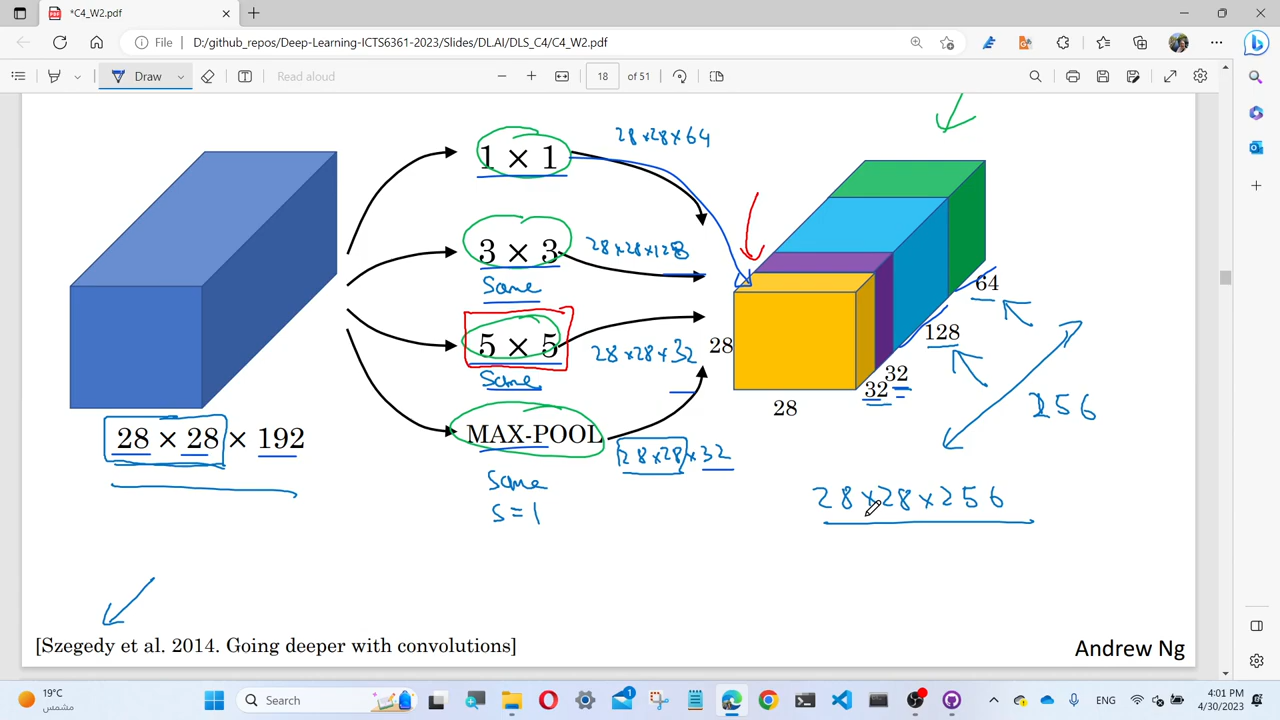 *C4_W2.pdf
File
D:/github_repos/Deep-Learning-ICTS6361-2023/Slides/DL.AI/DLS_C4/C4_W2.pdf
Draw
Read aloud
18 of 51
1 × 1
28×28×64
3 × 3
28×28×128
Same
5 × 5
28×28×32
Same
MAX-POOL
28×28×32
Same
s=1
28 × 28 × 192
28
28
32
32
128
64
256
28×28×256
[Szegedy et al. 2014. Going deeper with convolutions]
Andrew Ng
19°C
مشمس
Search
1
ENG
4:01 PM
4/30/2023